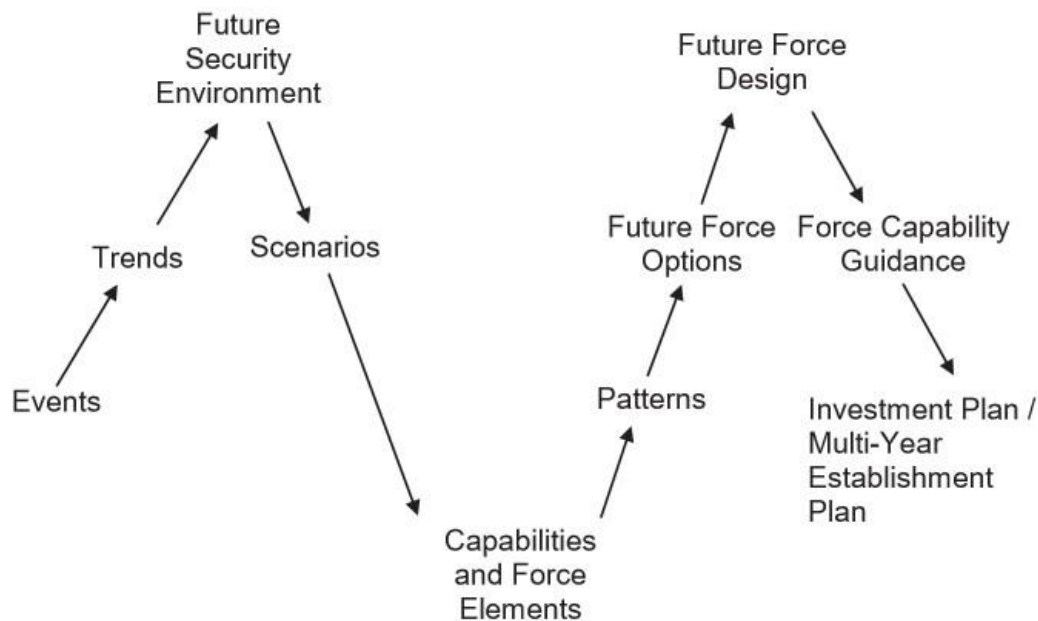 Future
Security
Environment
Future Force
Design
Trends
Scenarios
Future Force
Options
Force Capability
Guidance
Events
Patterns
Investment Plan /
Multi-Year
Establishment
Plan
Capabilities
and Force
Elements